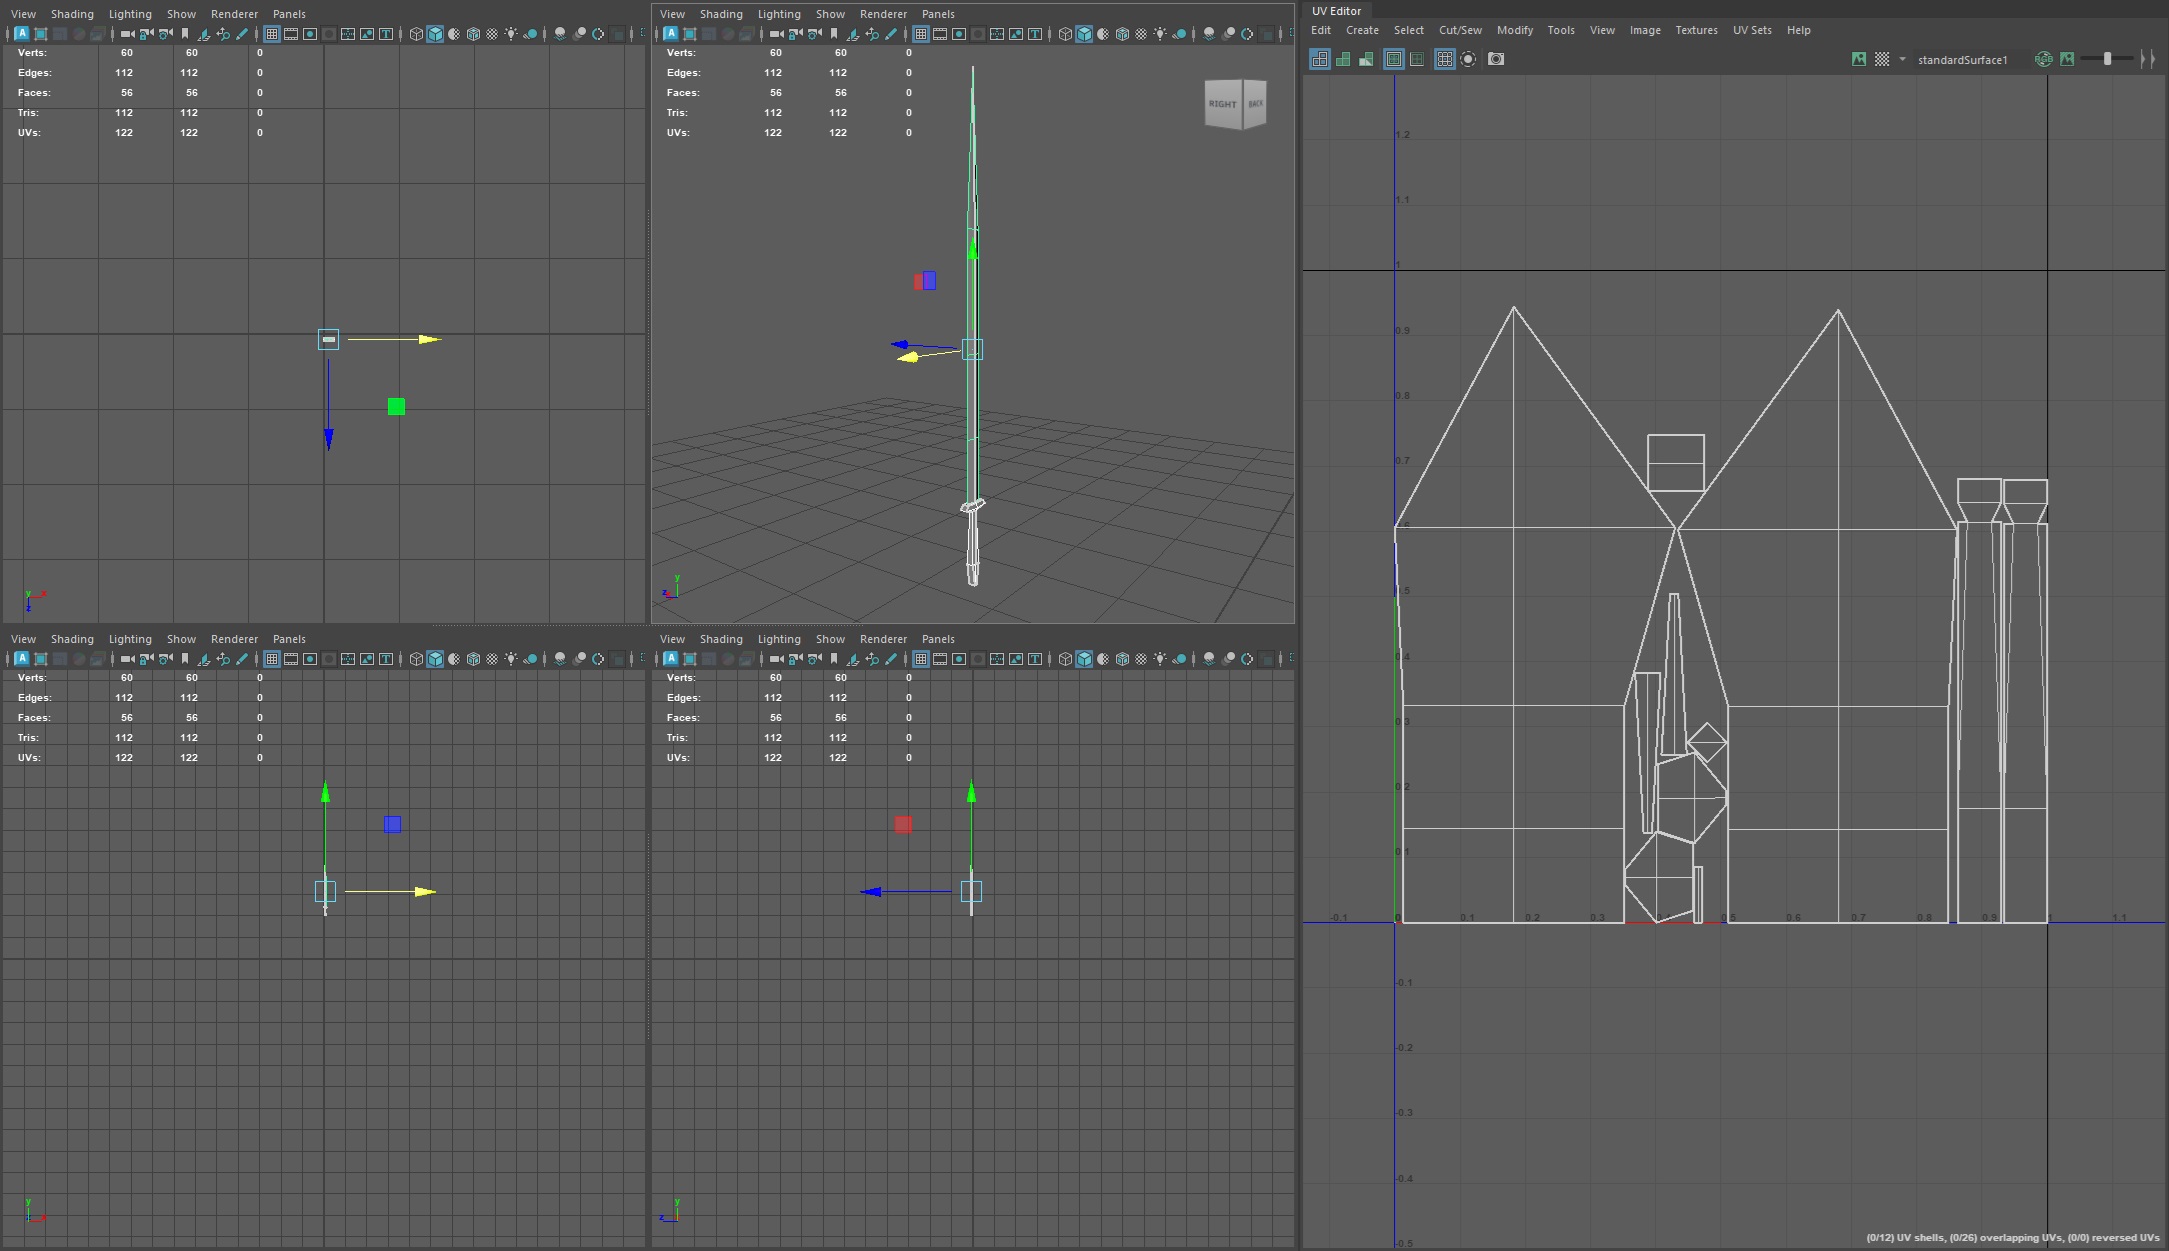 View Shading Lighting Show Renderer Panels
Verts: 60 60 0
Edges: 112 112 0
Faces: 56 56 0
Tris: 112 112 0
UVs: 122 122 0
y x
z
View Shading Lighting Show Renderer Panels
Verts: 60 60 0
Edges: 112 112 0
Faces: 56 56 0
Tris: 112 112 0
UVs: 122 122 0
RIGHT BACK
y
z
View Shading Lighting Show Renderer Panels
Verts: 60 60 0
Edges: 112 112 0
Faces: 56 56 0
Tris: 112 112 0
UVs: 122 122 0
y
x
View Shading Lighting Show Renderer Panels
Verts: 60 60 0
Edges: 112 112 0
Faces: 56 56 0
Tris: 112 112 0
UVs: 122 122 0
y
z
UV Editor
Edit Create Select Cut/Sew Modify Tools View Image Textures UV Sets Help
standardSurface1
RGB
1.2
1.1
1
0.9
0.8
0.7
0.6
0.5
0.4
0.3
0.2
0.1
-0.1 0 0.1 0.2 0.3 0.4 0.5 0.6 0.7 0.8 0.9 1 1.1
-0.1
-0.2
-0.3
-0.4
-0.5
(0/12) UV shells, (0/26) overlapping UVs, (0/0) reversed UVs